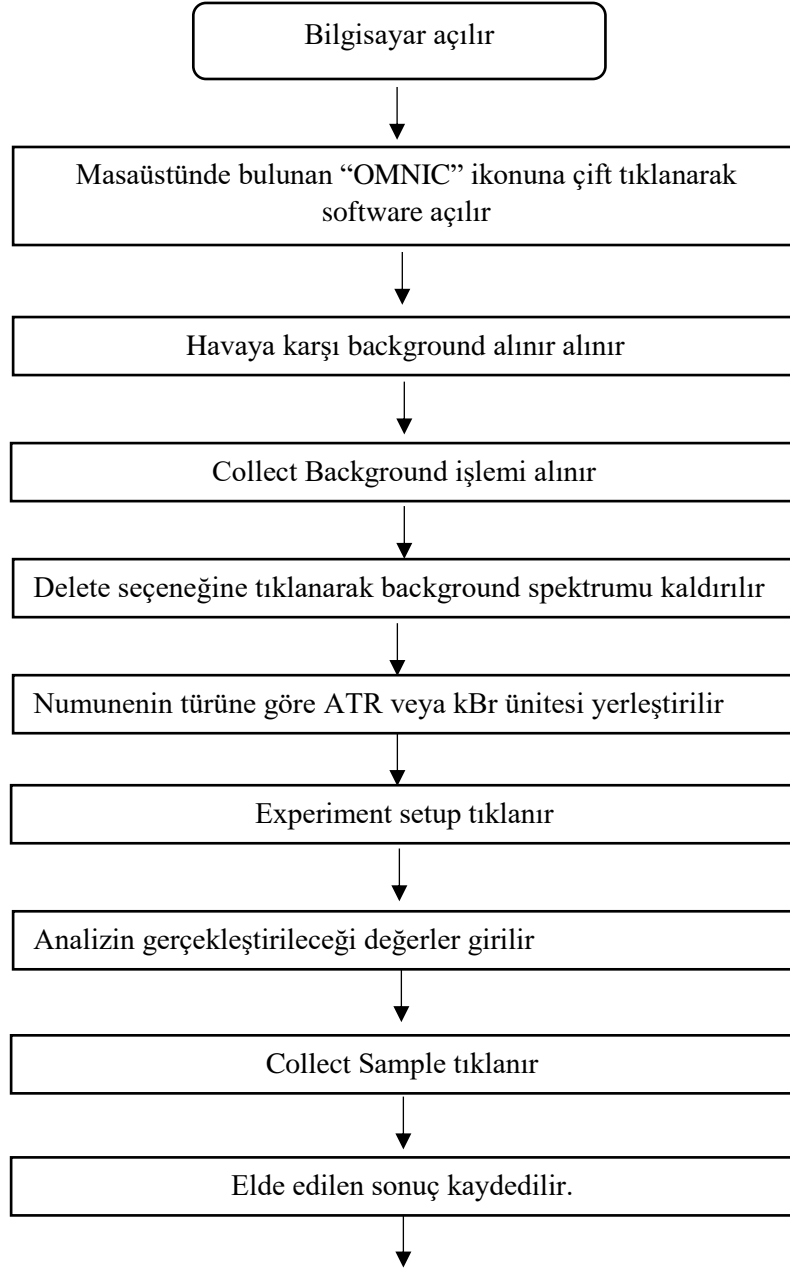 Bilgisayar açılır
Masaüstünde bulunan “OMNIC” ikonuna çift tıklanarak
software açılır
Havaya karşı background alınır alınır
Collect Background işlemi alınır
Delete seçeneğine tıklanarak background spektrumu kaldırılır
Numunenin türüne göre ATR veya kBr ünitesi yerleştirilir
Experiment setup tıklanır
Analizin gerçekleştirileceği değerler girilir
Collect Sample tıklanır
Elde edilen sonuç kaydedilir.